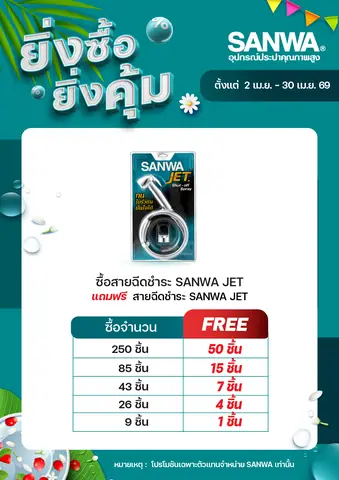 ยิ่งซื้อ
ยิ่งคุ้ม
SANWA®
อุปกรณ์ประปาคุณภาพสูง
ตั้งแต่ 2 เม.ย. - 30 เม.ย. 69
SANWA
JET
Shut-off
Spray
ซื้อสายฉีดชำระ SANWA JET
แถมฟรี สายฉีดชำระ SANWA JET
ซื้อจำนวน FREE
250 ชิ้น 50 ชิ้น
85 ชิ้น 15 ชิ้น
43 ชิ้น 7 ชิ้น
26 ชิ้น 4 ชิ้น
9 ชิ้น 1 ชิ้น
หมายเหตุ : โปรโมชันเฉพาะตัวแทนจำหน่าย SANWA เท่านั้น